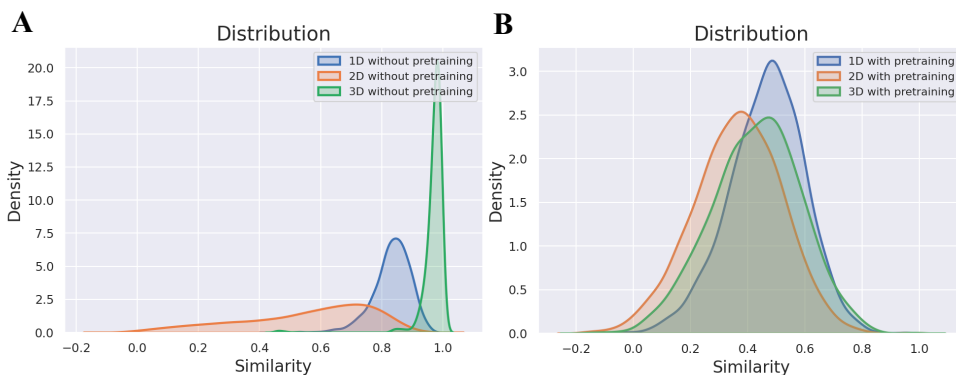 A
Distribution
1D without pretraining
2D without pretraining
3D without pretraining
Density
20.0
17.5
15.0
12.5
10.0
7.5
5.0
2.5
0.0
−0.2 0.0 0.2 0.4 0.6 0.8 1.0
Similarity
B
Distribution
1D with pretraining
2D with pretraining
3D with pretraining
Density
3.0
2.5
2.0
1.5
1.0
0.5
0.0
−0.2 0.0 0.2 0.4 0.6 0.8 1.0
Similarity